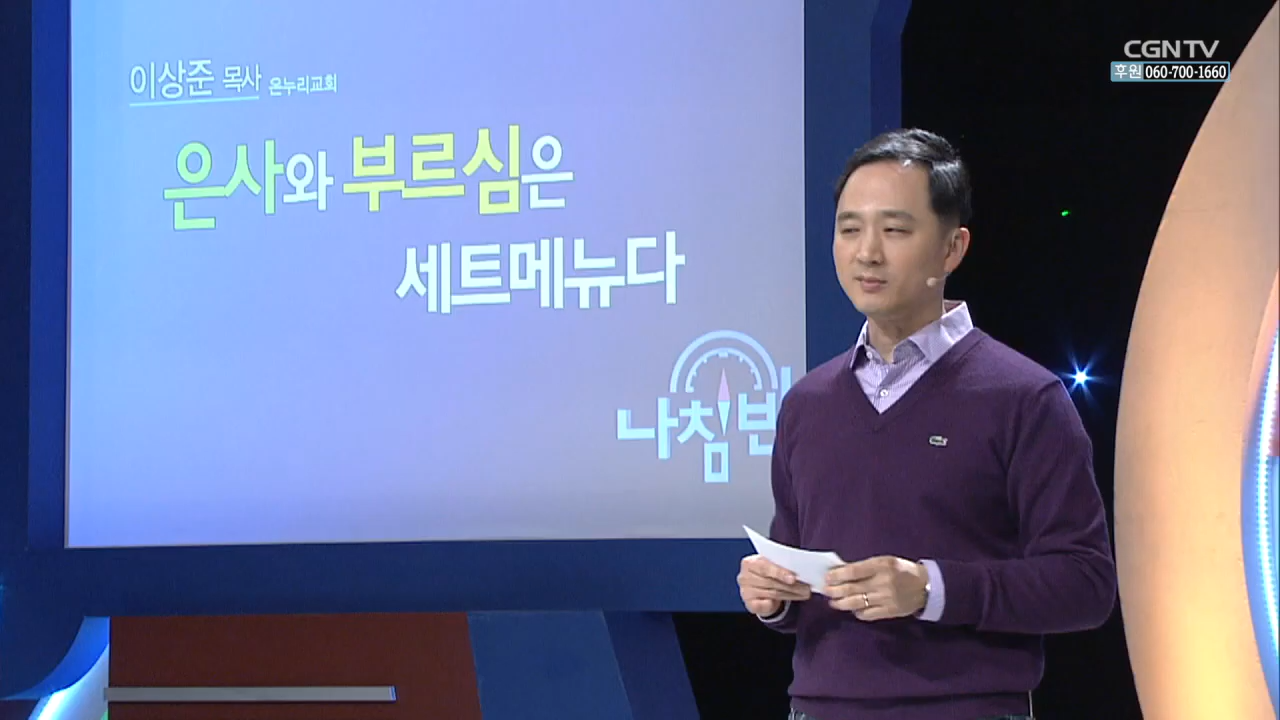 CGNTV
후원 060-700-1660
이상준 목사 온누리교회
은사와 부르심은
세트메뉴다
나침반